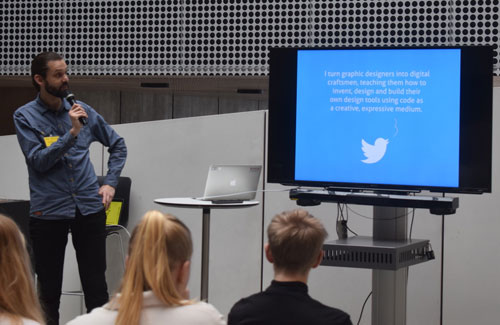 I turn graphic designers into digital
craftsmen, teaching them how to
invent, design and build their
own design tools using code as
a creative, expressive medium.